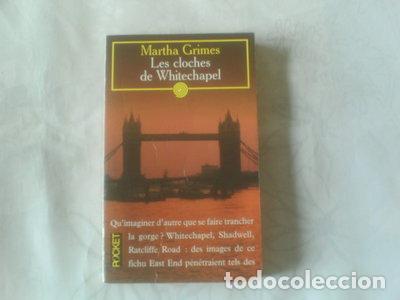 Martha Grimes
Les cloches
de Whitechapel
Qu'imaginer d'autre que se faire trancher
la gorge ? Whitechapel, Shadwell,
Ratcliffe Road : des images de ce
fichu East End pénétraient tels des
POCKET
todocoleccion.net